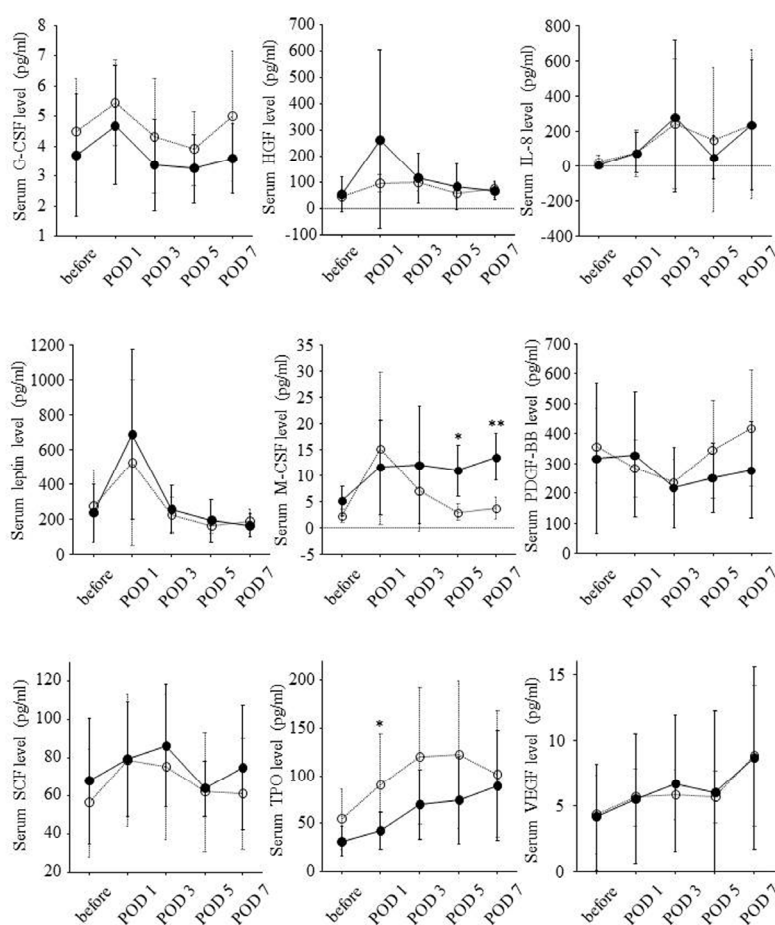 Serum G-CSF level (pg/ml)
8
7
6
5
4
3
2
1
before
POD 1
POD 3
POD 5
POD 7
Serum HGF level (pg/ml)
700
600
500
400
300
200
100
0
-100
before
POD 1
POD 3
POD 5
POD 7
Serum IL-8 level (pg/ml)
800
600
400
200
0
-200
-400
before
POD 1
POD 3
POD 5
POD 7
Serum leptin level (pg/ml)
1200
1000
800
600
400
200
0
before
POD 1
POD 3
POD 5
POD 7
Serum M-CSF level (pg/ml)
35
30
25
20
15
10
5
0
-5
*
**
before
POD 1
POD 3
POD 5
POD 7
Serum PDGF-BB level (pg/ml)
700
600
500
400
300
200
100
0
before
POD 1
POD 3
POD 5
POD 7
Serum SCF level (pg/ml)
120
100
80
60
40
20
before
POD 1
POD 3
POD 5
POD 7
Serum TPO level (pg/ml)
200
150
100
50
0
*
before
POD 1
POD 3
POD 5
POD 7
Serum VEGF level (pg/ml)
15
10
5
0
before
POD 1
POD 3
POD 5
POD 7